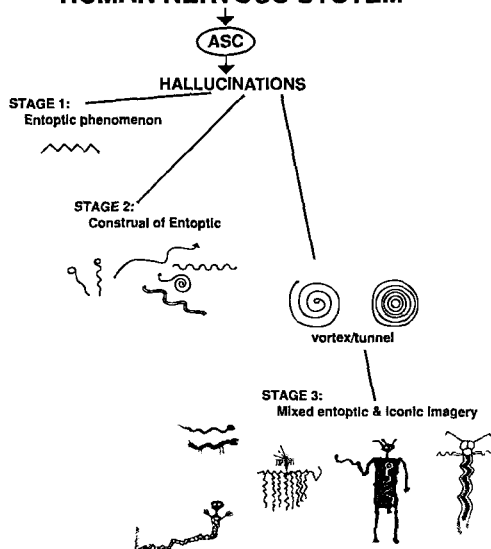 HUMAN NERVOUS SYSTEM
ASC
HALLUCINATIONS
STAGE 1:
Entoptic phenomenon
STAGE 2:
Construal of Entoptic
vortex/tunnel
STAGE 3:
Mixed entoptic & iconic imagery